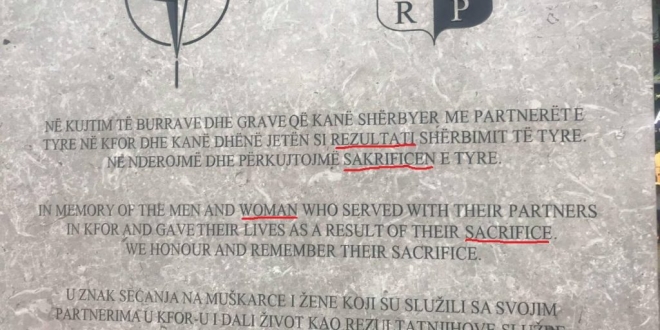 R P
NË KUJTIM TË BURRAVE DHE GRAVE QË KANË SHËRBYER ME PARTNERËT E
TYRE NË KFOR DHE KANË DHËNË JETËN SI REZULTATI SHËRBIMIT TË TYRE.
NE NDEROJMË DHE PËRKUJTOJMË SAKRIFICEN E TYRE.
IN MEMORY OF THE MEN AND WOMAN WHO SERVED WITH THEIR PARTNERS
IN KFOR AND GAVE THEIR LIVES AS A RESULT OF THEIR SACRIFICE.
WE HONOUR AND REMEMBER THEIR SACRIFICE.
U ZNAK SEĆANJA NA MUŠKARCE I ŽENE KOJI SU SLUŽILI SA SVOJIM
PARTNERIMA U KFOR-U I DALI ŽIVOT KAO REZULTAT NJIHOVE SLUŽBE